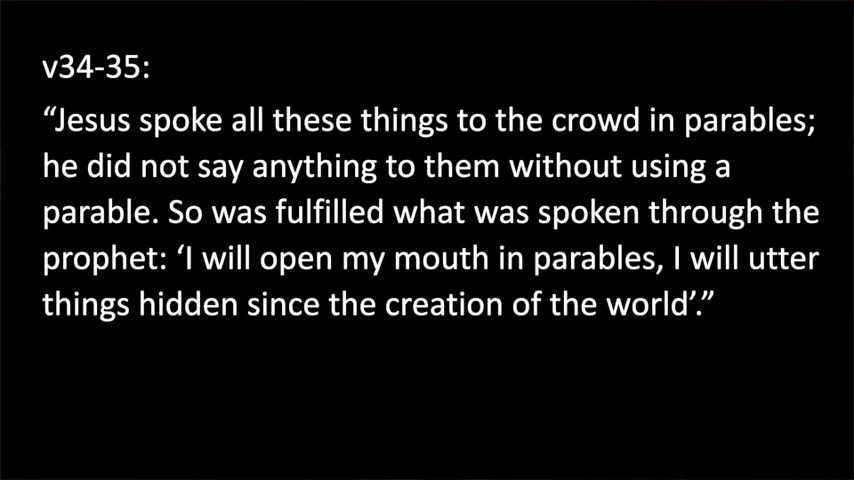 v34-35:
“Jesus spoke all these things to the crowd in parables;
he did not say anything to them without using a
parable. So was fulfilled what was spoken through the
prophet: ‘I will open my mouth in parables, I will utter
things hidden since the creation of the world’.”